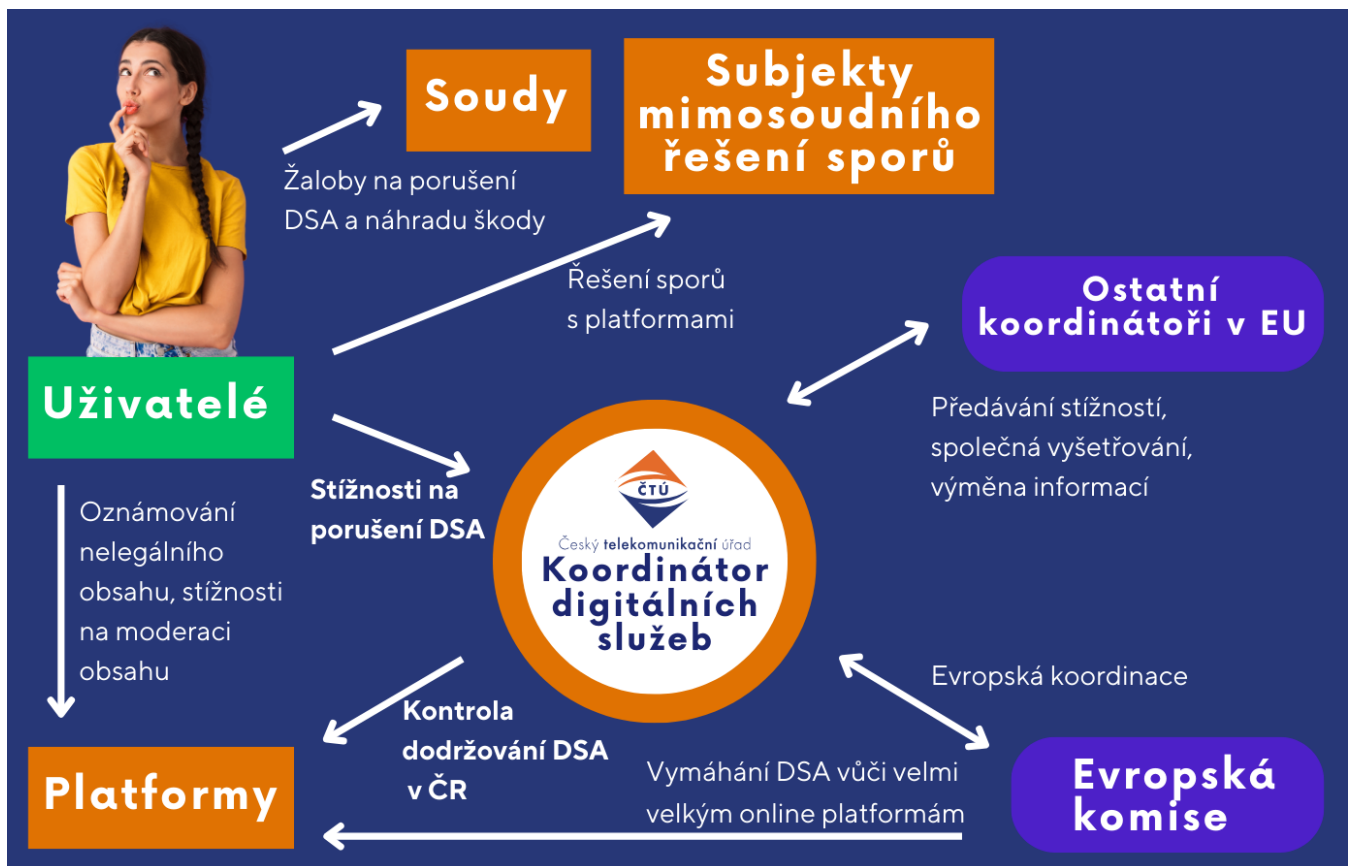 Soudy
Subjekty
mimosoudního
řešení sporů
Žaloby na porušení
DSA a náhradu škody
Řešení sporů
s platformami
Ostatní
koordinátoři v EU
Uživatelé
Předávání stížností,
společná vyšetřování,
výměna informací
Stížnosti na
porušení DSA
ČTÚ
Český telekomunikační úřad
Koordinátor
digitálních
služeb
Oznámování
nelegálního
obsahu, stížnosti
na moderaci
obsahu
Evropská koordinace
Kontrola
dodržování DSA
v ČR
Platformy
Vymáhání DSA vůči velmi
velkým online platformám
Evropská
komise